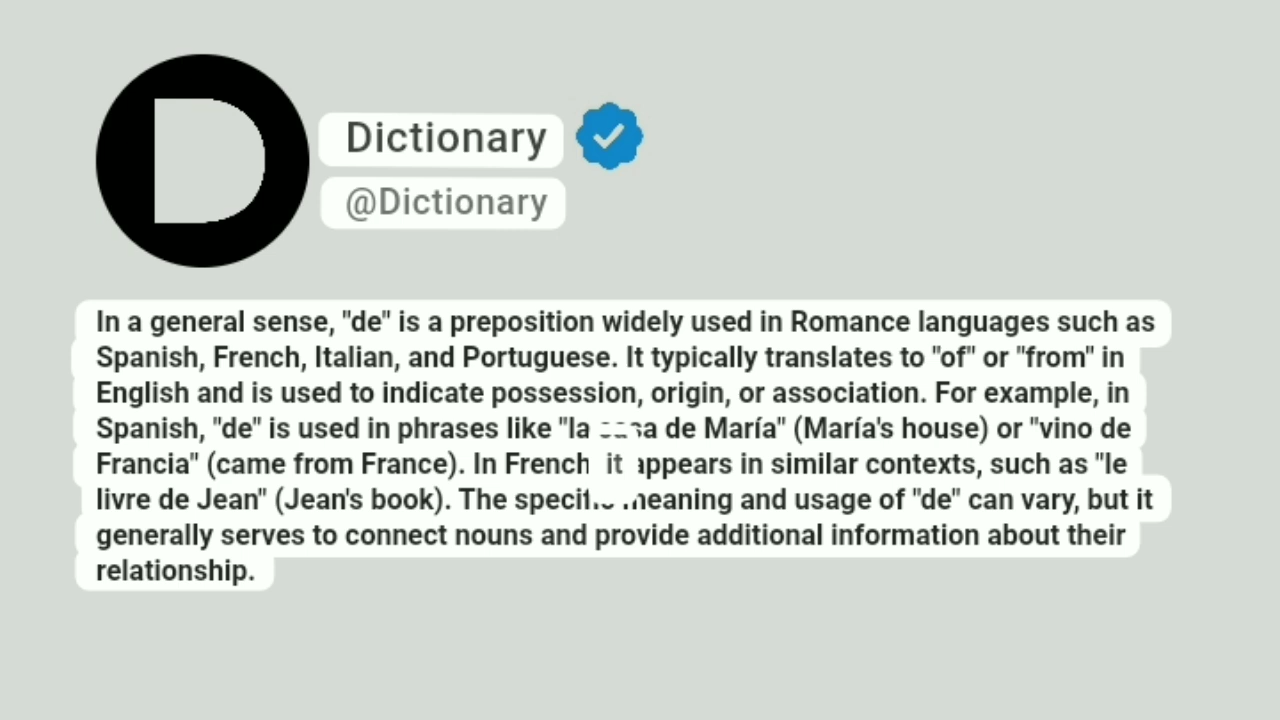 D
Dictionary
@Dictionary
In a general sense, "de" is a preposition widely used in Romance languages such as
Spanish, French, Italian, and Portuguese. It typically translates to "of" or "from" in
English and is used to indicate possession, origin, or association. For example, in
Spanish, "de" is used in phrases like "la casa de María" (María's house) or "vino de
Francia" (came from France). In French it appears in similar contexts, such as "le
livre de Jean" (Jean's book). The specific meaning and usage of "de" can vary, but it
generally serves to connect nouns and provide additional information about their
relationship.